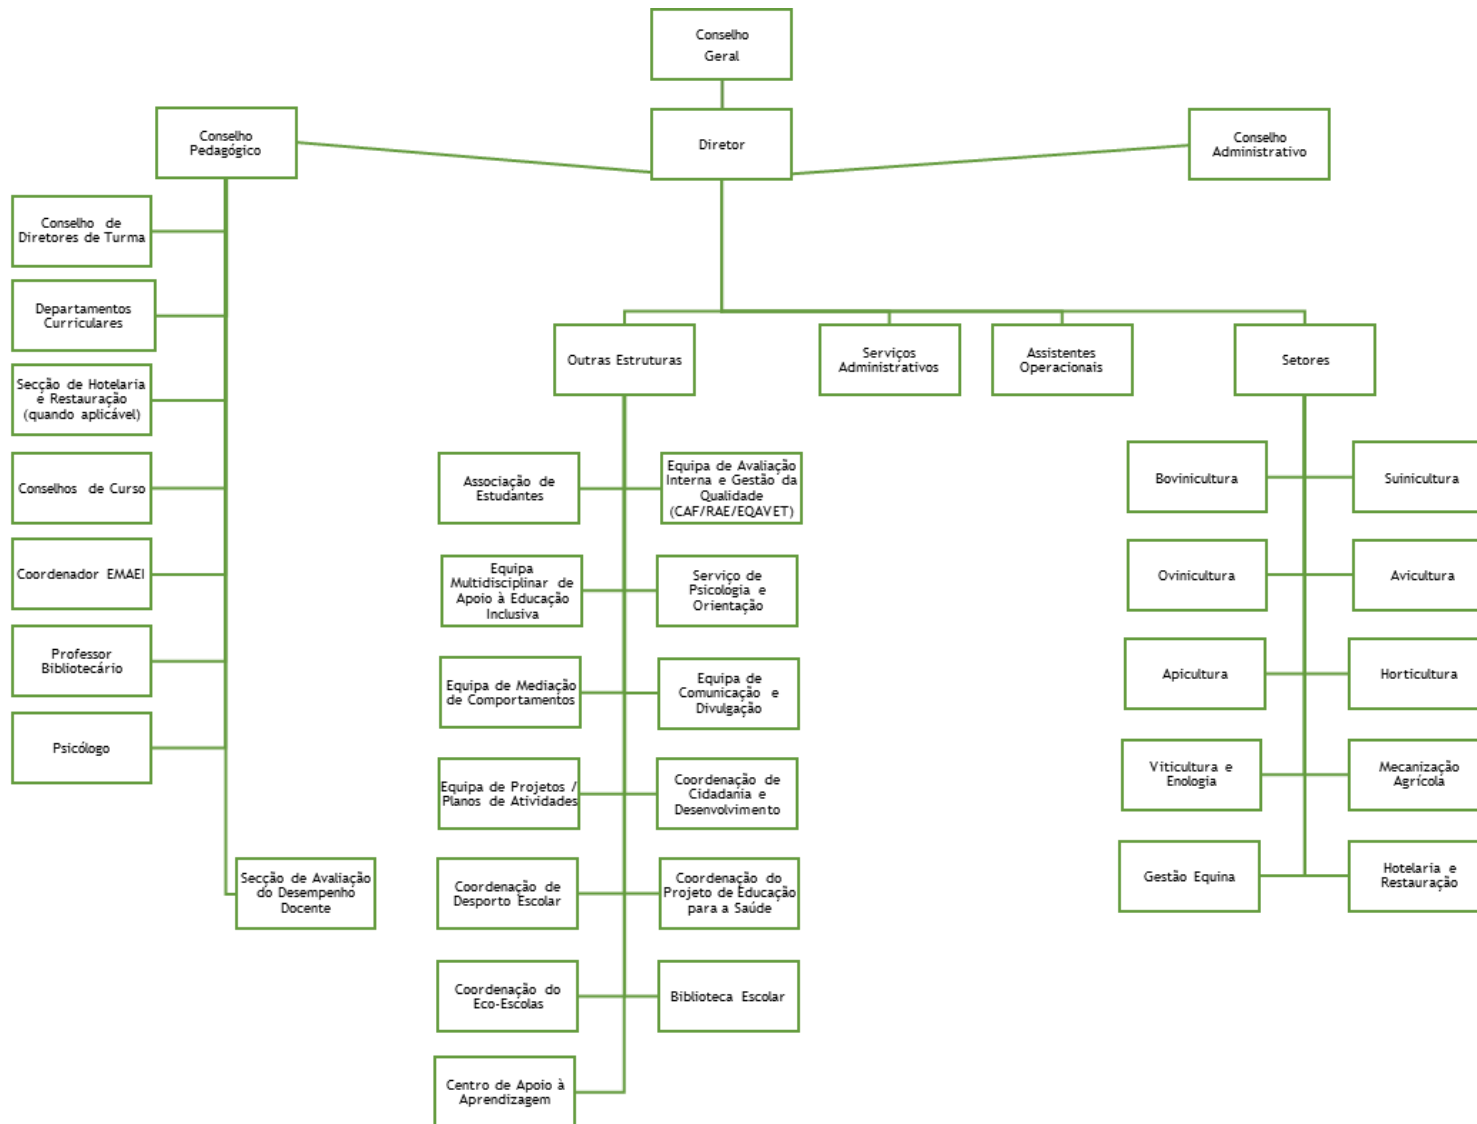 Conselho
Geral
Conselho
Pedagógico
Diretor
Conselho
Administrativo
Conselho de
Diretores de Turma
Departamentos
Curriculares
Secção de Hotelaria
e Restauração
(quando aplicável)
Conselhos de Curso
Coordenador EMAEI
Professor
Bibliotecário
Psicólogo
Secção de Avaliação
do Desempenho
Docente
Outras Estruturas
Serviços
Administrativos
Assistentes
Operacionais
Setores
Associação de
Estudantes
Equipa de Avaliação
Interna e Gestão da
Qualidade
(CAF/RAE/EQAVET)
Equipa
Multidisciplinar de
Apoio à Educação
Inclusiva
Serviço de
Psicologia e
Orientação
Equipa de Mediação
de Comportamentos
Equipa de
Comunicação e
Divulgação
Equipa de Projetos /
Planos de Atividades
Coordenação de
Cidadania e
Desenvolvimento
Coordenação de
Desporto Escolar
Coordenação do
Projeto de Educação
para a Saúde
Coordenação do
Eco-Escolas
Biblioteca Escolar
Centro de Apoio à
Aprendizagem
Bovinicultura
Suinicultura
Ovinicultura
Avicultura
Apicultura
Horticultura
Viticultura e
Enologia
Mecanização
Agrícola
Gestão Equina
Hotelaria e
Restauração